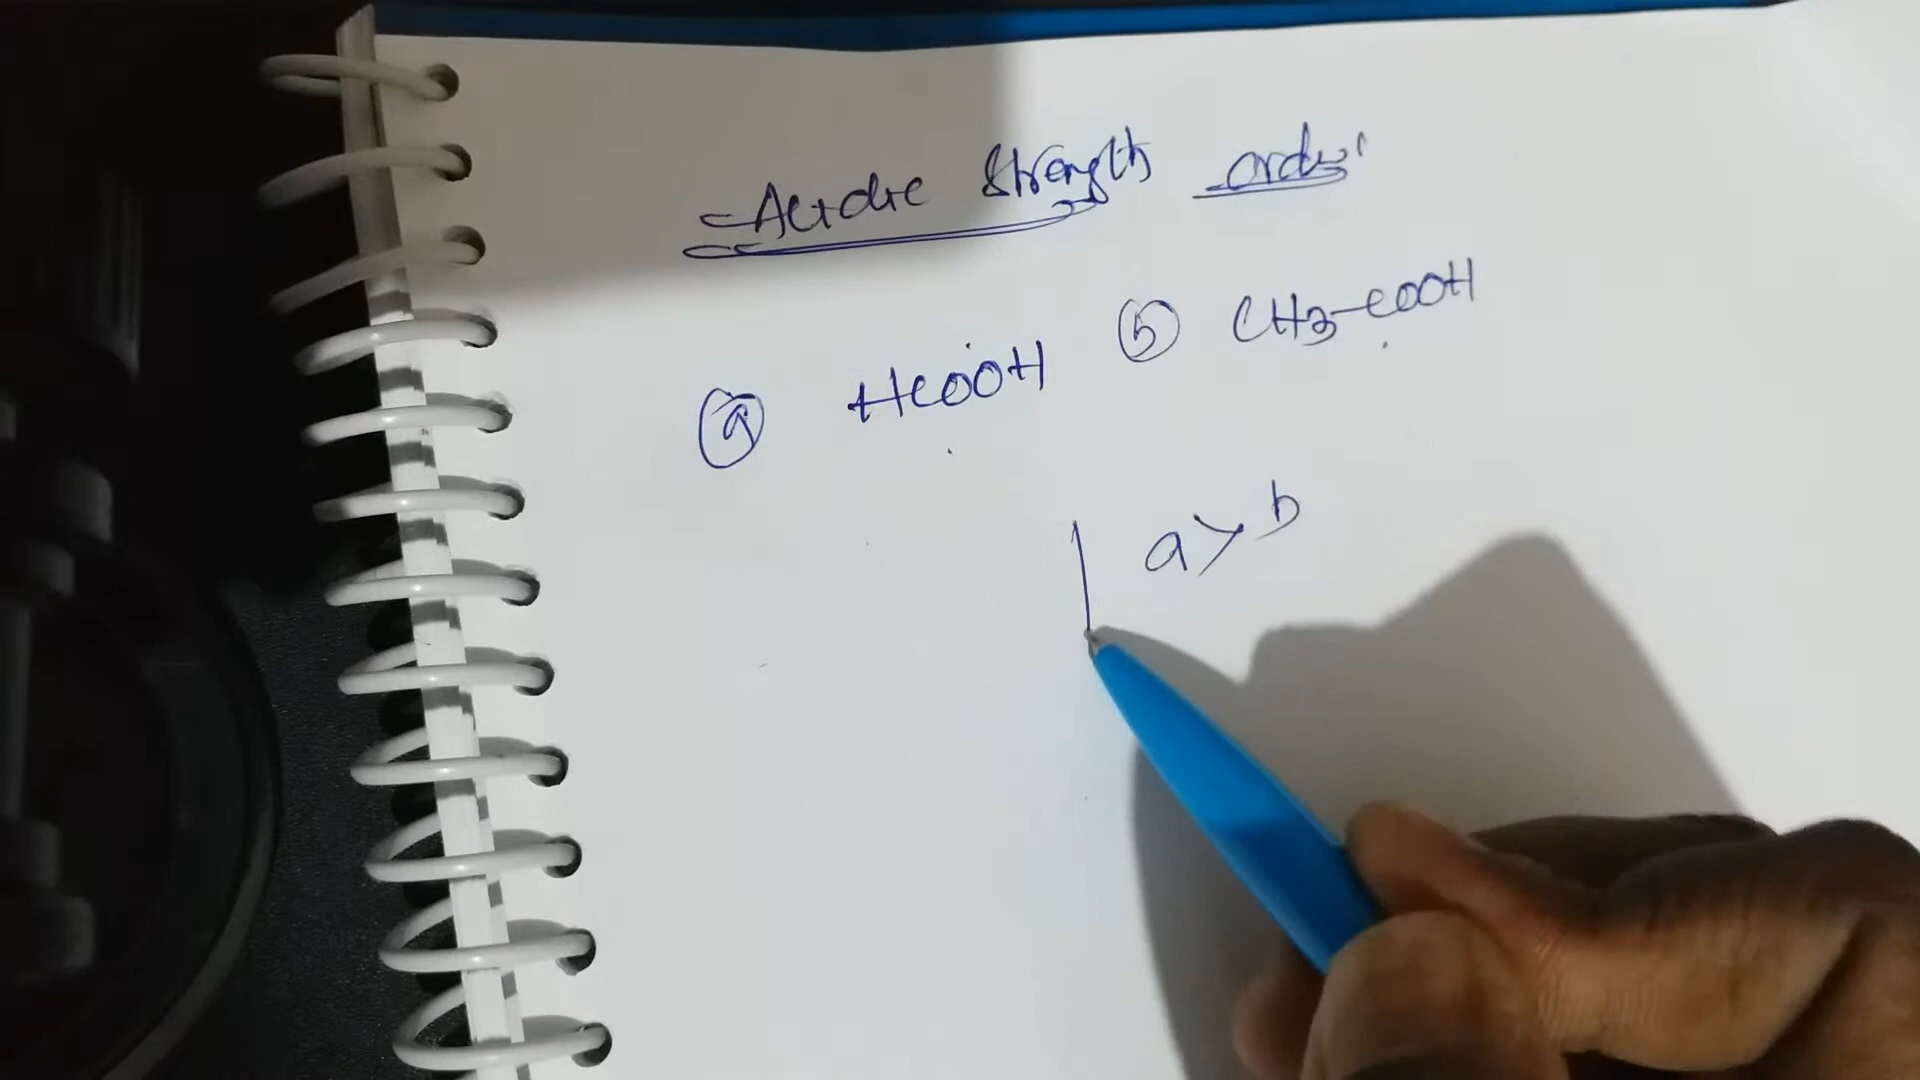 Acidic Strength order
ⓐ HCOOH ⓑ CH3-COOH
a > b